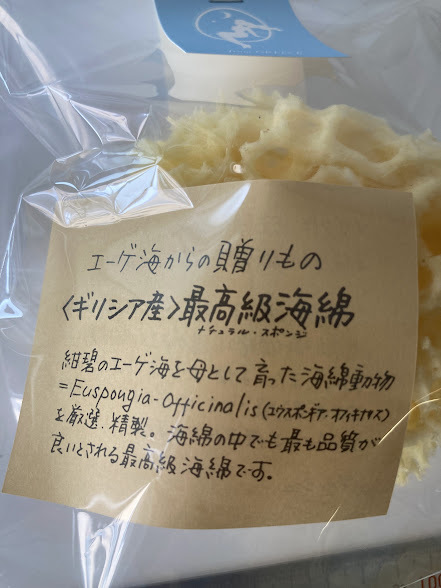 エーゲ海からの贈りもの
〈ギリシア産〉最高級海綿
ナチュラル・スポンジ
紺碧のエーゲ海を母として育った海綿動物
=Euspougia-Officinalis(ユウスポンギア オフィキナリス)
を厳選、精製。海綿の中でも最も品質が
良いとされる最高級海綿です。